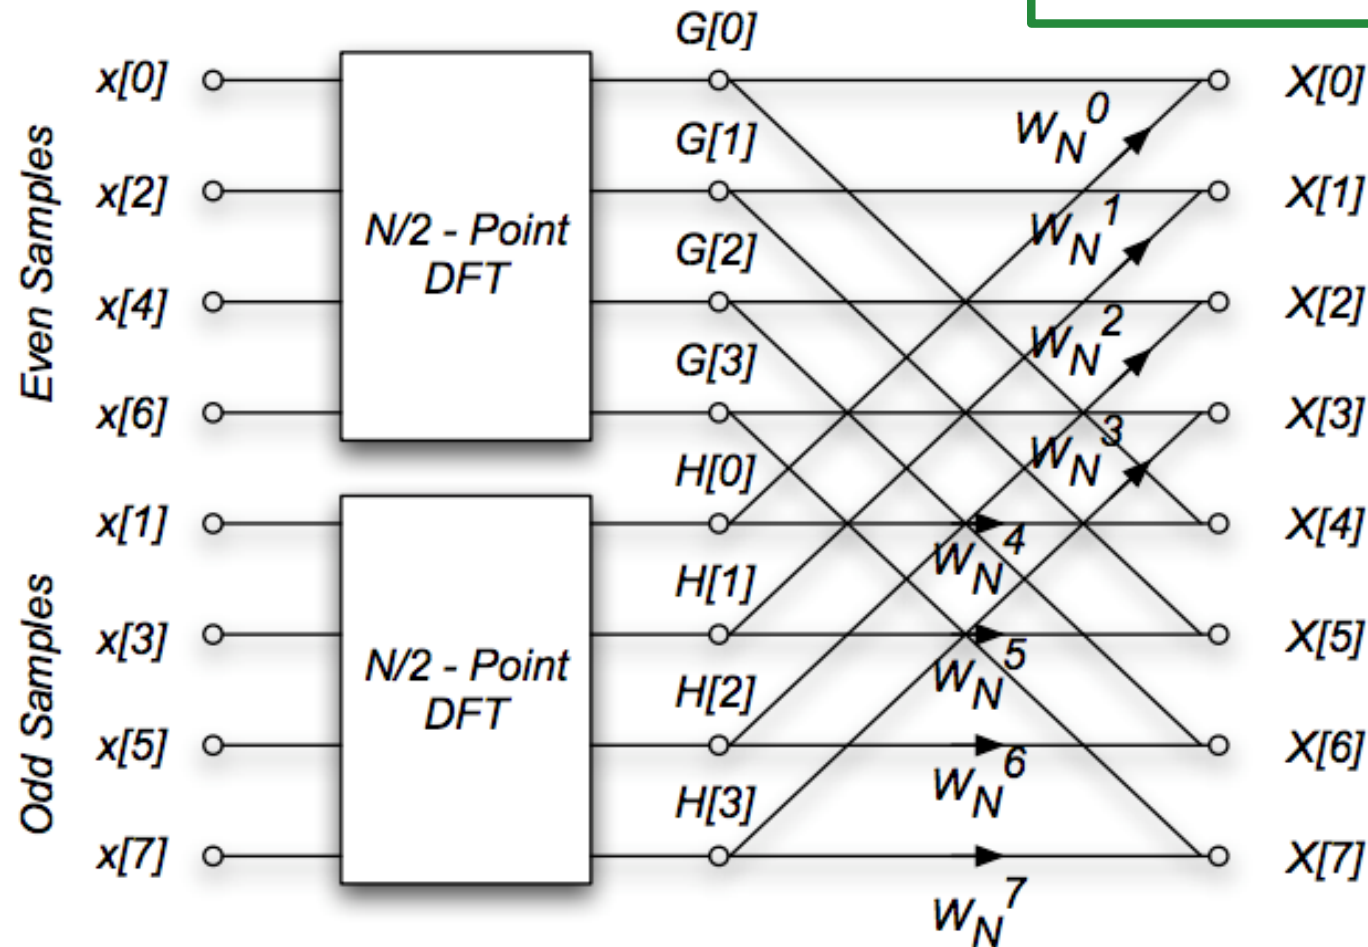 G[0]
x[0]
X[0]
W_N^0
G[1]
x[2]
X[1]
W_N^1
Even Samples
N/2 - Point
DFT
G[2]
x[4]
X[2]
W_N^2
G[3]
x[6]
X[3]
W_N^3
H[0]
x[1]
X[4]
W_N^4
H[1]
x[3]
X[5]
W_N^5
Odd Samples
N/2 - Point
DFT
H[2]
x[5]
X[6]
W_N^6
H[3]
x[7]
X[7]
W_N^7